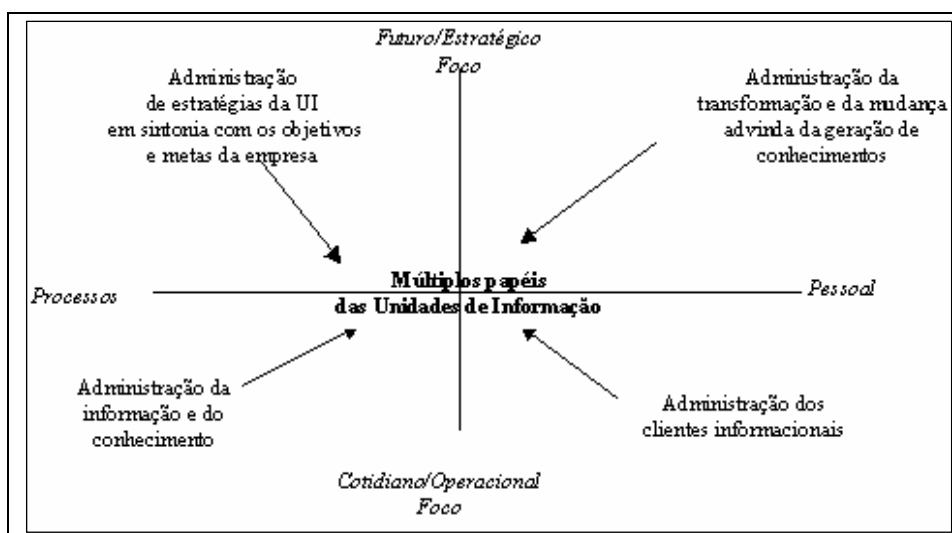 Futuro/Estratégico
Foco
Administração
de estratégias da UI
em sintonia com os objetivos
e metas da empresa
Administração da
transformação e da mudança
advinda da geração de
conhecimentos
Processos
Múltiplos papéis
das Unidades de Informação
Pessoal
Administração da
informação e do
conhecimento
Administração dos
clientes informacionais
Cotidiano/Operacional
Foco